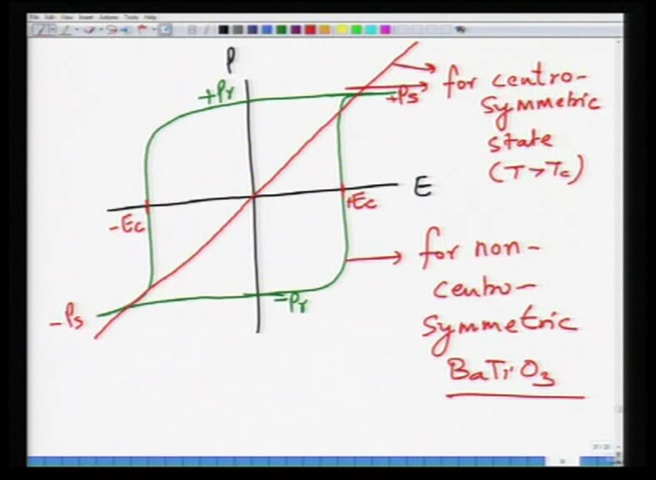 P
+Pr
+Ps
E
-Ec
+Ec
-Pr
-Ps
for centro-
symmetric
state
(T>Tc)
for non-
centro-
symmetric
BaTiO3